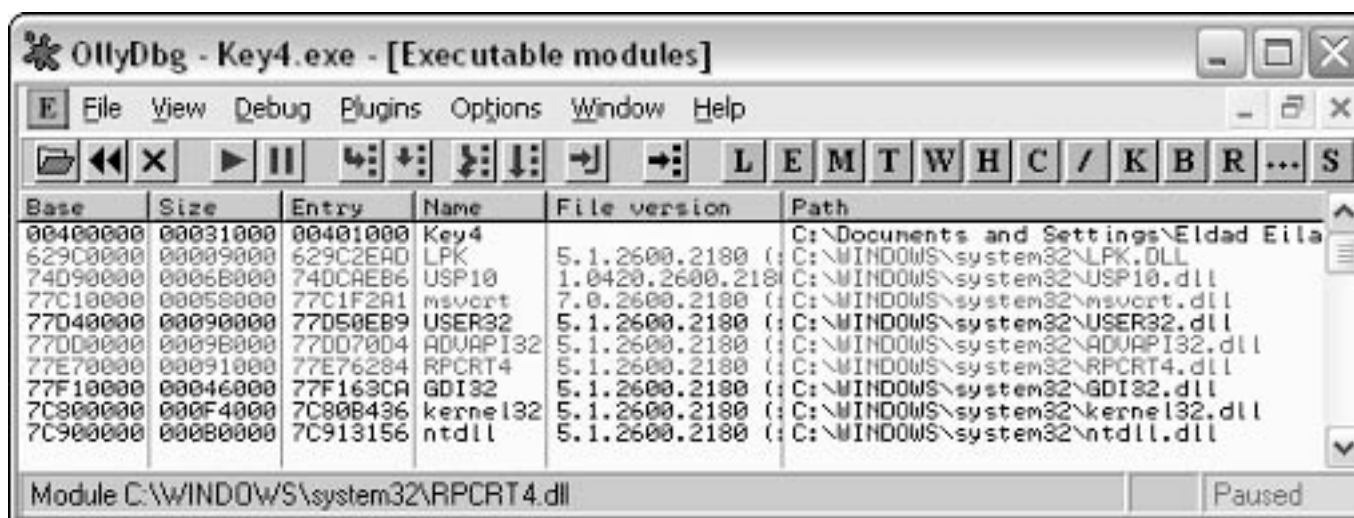 OllyDbg - Key4.exe - [Executable modules]
E File View Debug Plugins Options Window Help
L E M T W H C / K B R ... S
Base Size Entry Name File version Path
00400000 00031000 00401000 Key4 C:\Documents and Settings\Eldad Eila
629C0000 00009000 629C2EAD LPK 5.1.2600.2180 (: C:\WINDOWS\system32\LPK.DLL
74D90000 0006B000 74DCAEB6 USP10 1.0420.2600.218 C:\WINDOWS\system32\USP10.dll
77C10000 00058000 77C1F2A1 msvcrt 7.0.2600.2180 (: C:\WINDOWS\system32\msvcrt.dll
77D40000 00090000 77D50EB9 USER32 5.1.2600.2180 (: C:\WINDOWS\system32\USER32.dll
77DD0000 0009B000 77DD70D4 ADVAPI32 5.1.2600.2180 (: C:\WINDOWS\system32\ADVAPI32.dll
77E70000 00091000 77E76284 RPCRT4 5.1.2600.2180 (: C:\WINDOWS\system32\RPCRT4.dll
77F10000 00046000 77F163CA GDI32 5.1.2600.2180 (: C:\WINDOWS\system32\GDI32.dll
7C800000 000F4000 7C80B436 kernel32 5.1.2600.2180 (: C:\WINDOWS\system32\kernel32.dll
7C900000 000B0000 7C913156 ntdll 5.1.2600.2180 (: C:\WINDOWS\system32\ntdll.dll
Module C:\WINDOWS\system32\RPCRT4.dll Paused